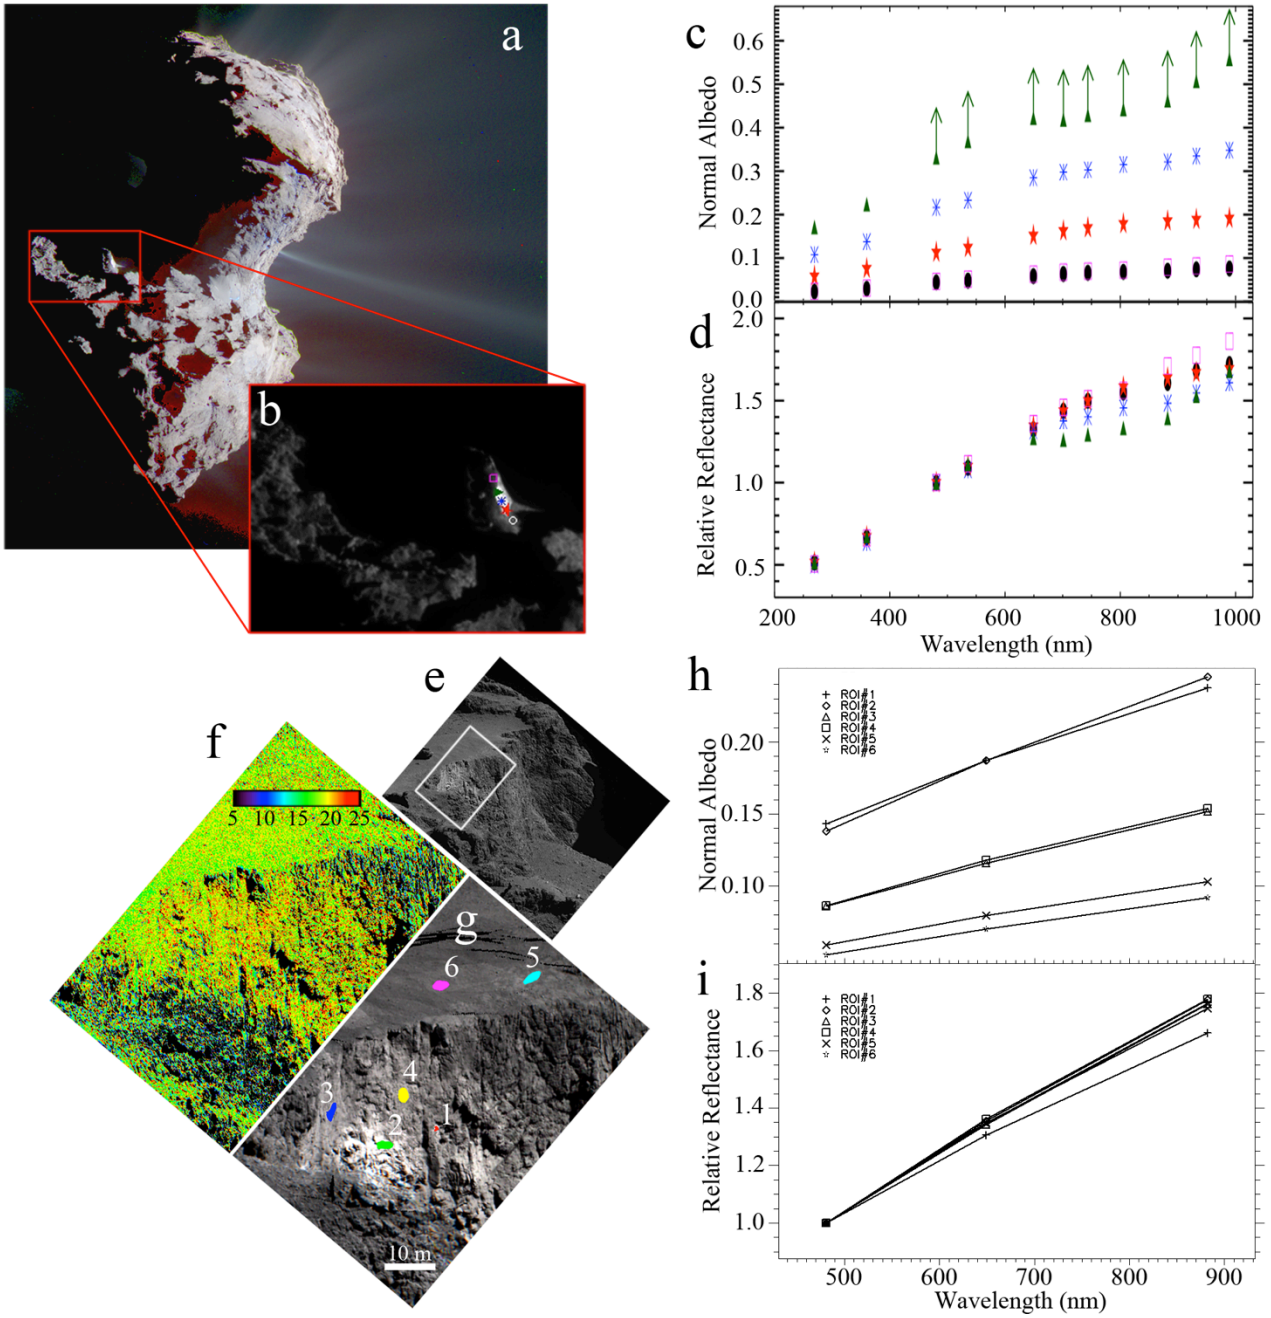 a
b
c
Normal Albedo
0.6
0.5
0.4
0.3
0.2
0.1
0.0
d
Relative Reflectance
2.0
1.5
1.0
0.5
200 400 600 800 1000
Wavelength (nm)
e
f
5 10 15 20 25
g
6
5
4
3
2
1
10 m
h
Normal Albedo
ROI#1
ROI#2
ROI#3
ROI#4
ROI#5
ROI#6
0.20
0.15
0.10
i
Relative Reflectance
ROI#1
ROI#2
ROI#3
ROI#4
ROI#5
ROI#6
1.8
1.6
1.4
1.2
1.0
500 600 700 800 900
Wavelength (nm)